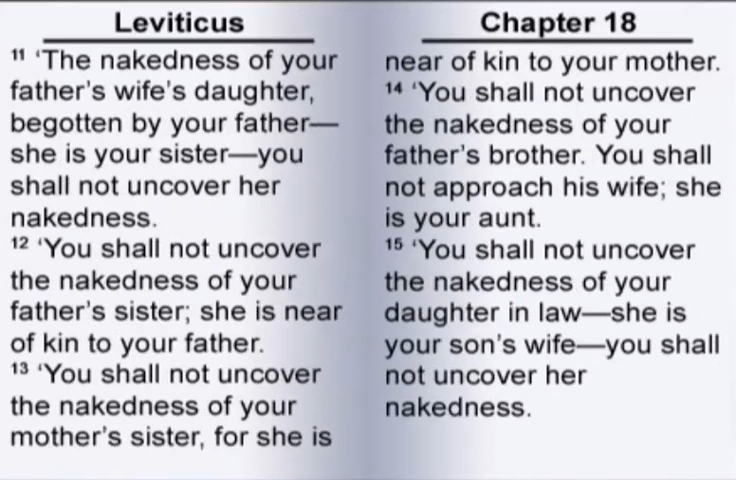 Leviticus
¹¹ ‘The nakedness of your
father’s wife’s daughter,
begotten by your father—
she is your sister—you
shall not uncover her
nakedness.
¹² ‘You shall not uncover
the nakedness of your
father’s sister; she is near
of kin to your father.
¹³ ‘You shall not uncover
the nakedness of your
mother’s sister, for she is
Chapter 18
near of kin to your mother.
¹⁴ ‘You shall not uncover
the nakedness of your
father’s brother. You shall
not approach his wife; she
is your aunt.
¹⁵ ‘You shall not uncover
the nakedness of your
daughter in law—she is
your son’s wife—you shall
not uncover her
nakedness.